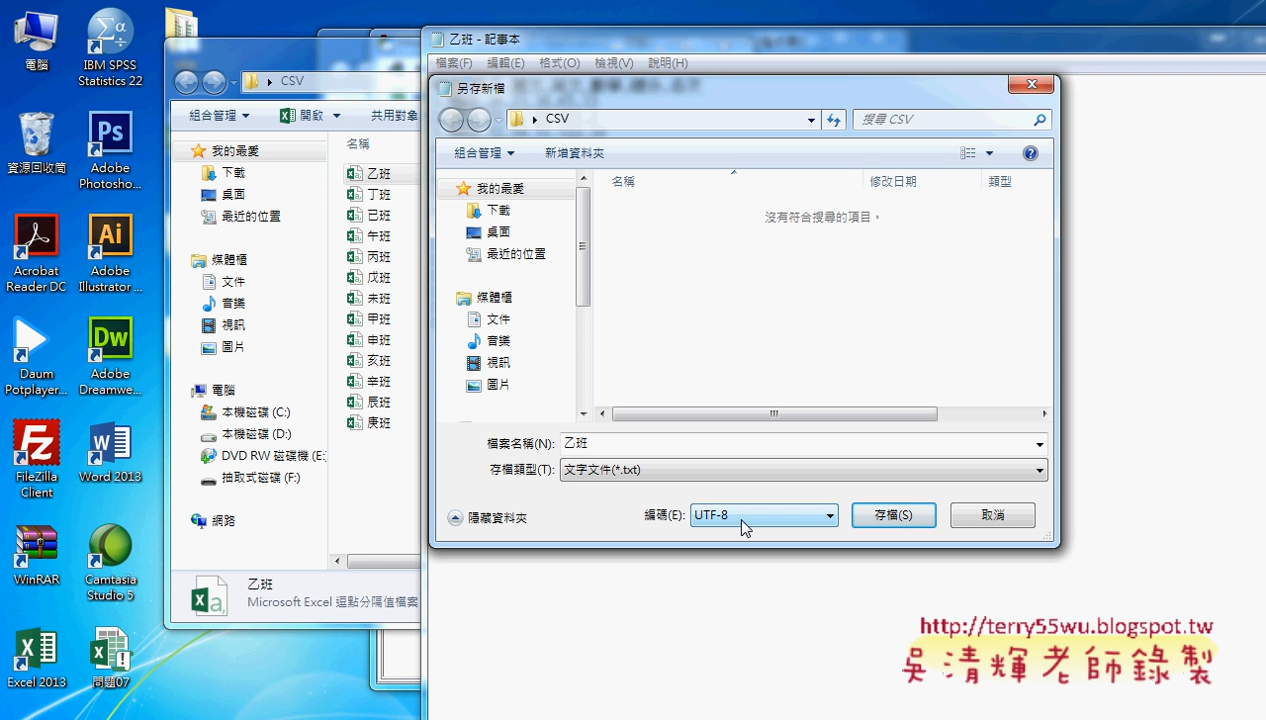 電腦
IBM SPSS
Statistics 22
資源回收筒
Adobe
Photosho...
Acrobat
Reader DC
Adobe
Illustrator ...
Daum
Potplayer...
Adobe
Dreamwe...
FileZilla
Client
Word 2013
WinRAR
Camtasia
Studio 5
Excel 2013
問題07
CSV
組合管理
開啟
共用對象
名稱
我的最愛
下載
桌面
最近的位置
媒體櫃
文件
音樂
視訊
圖片
電腦
本機磁碟 (C:)
本機磁碟 (D:)
DVD RW 磁碟機 (E:
抽取式磁碟 (F:)
網路
乙班
丁班
已班
午班
丙班
戊班
未班
甲班
申班
亥班
辛班
辰班
庚班
乙班
Microsoft Excel 逗點分隔值檔案
乙班 - 記事本
檔案(F) 編輯(E) 格式(O) 檢視(V) 說明(H)
另存新檔
CSV
搜尋 CSV
組合管理
新增資料夾
我的最愛
下載
桌面
最近的位置
媒體櫃
文件
音樂
視訊
圖片
名稱 修改日期 類型
沒有符合搜尋的項目。
檔案名稱(N): 乙班
存檔類型(T): 文字文件(*.txt)
隱藏資料夾
編碼(E): UTF-8
存檔(S)
取消
http://terry55wu.blogspot.tw
吳清輝老師錄製